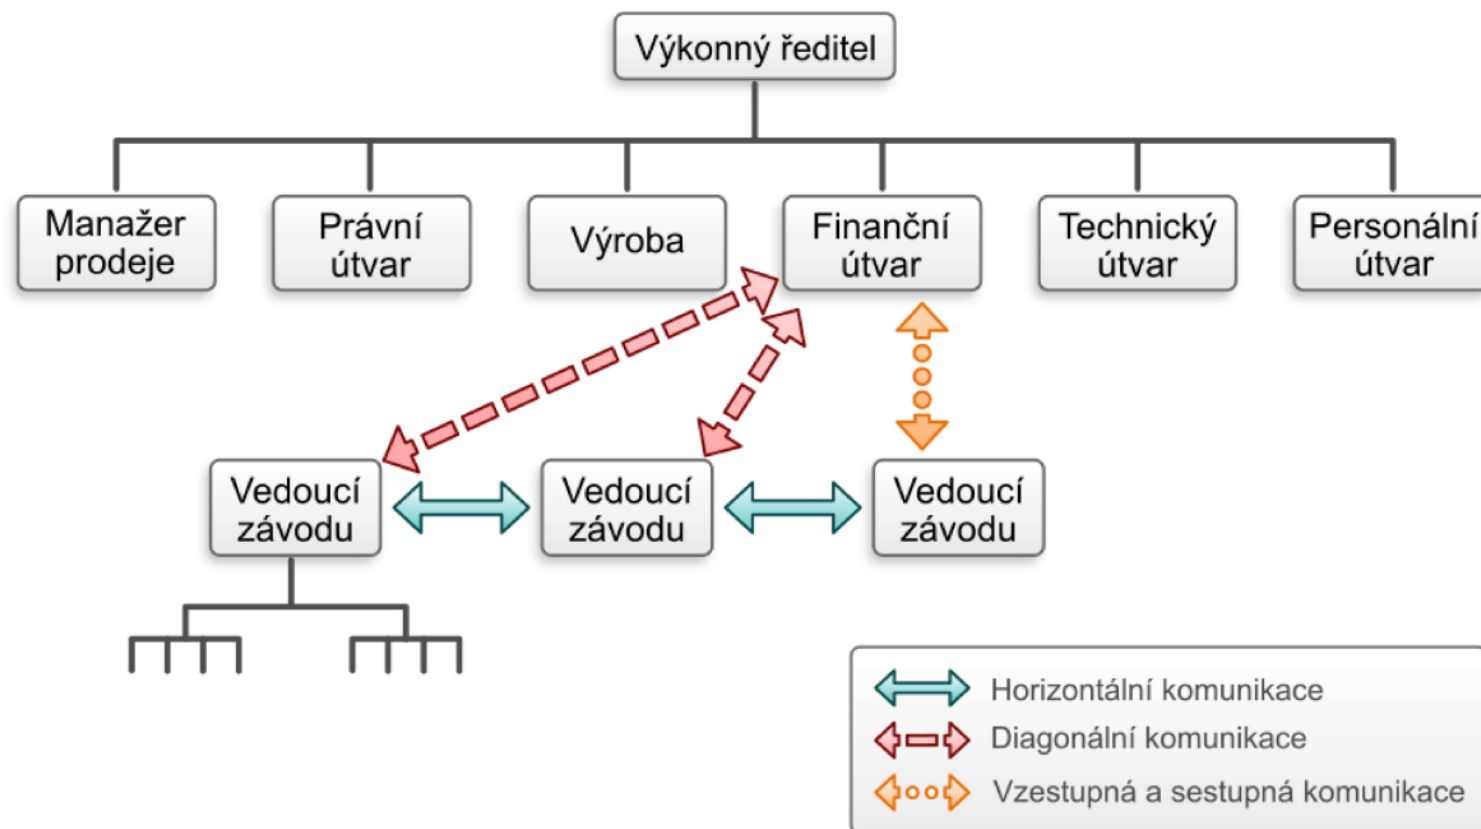 Výkonný ředitel
Manažer
prodeje
Právní
útvar
Výroba
Finanční
útvar
Technický
útvar
Personální
útvar
Vedoucí
závodu
Vedoucí
závodu
Vedoucí
závodu
Horizontální komunikace
Diagonální komunikace
Vzestupná a sestupná komunikace